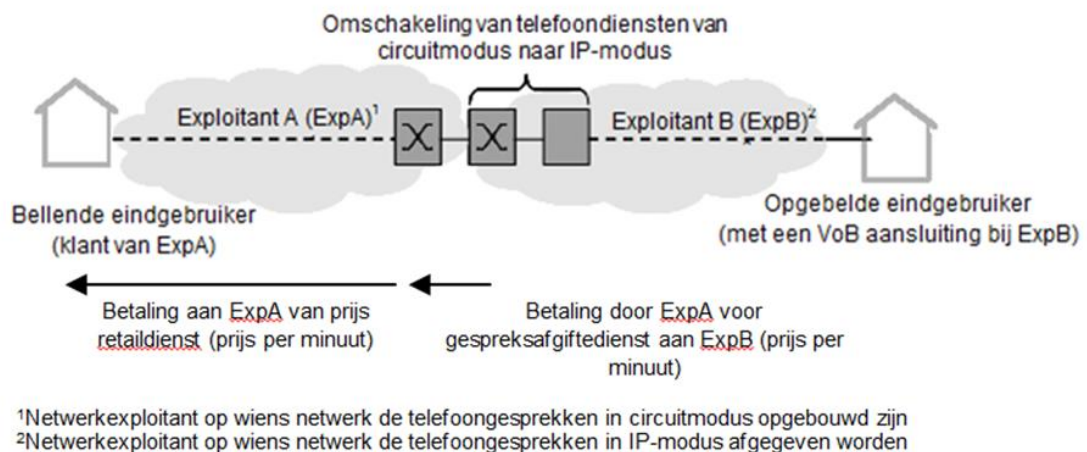 Omschakeling van telefoondiensten van
circuitmodus naar IP-modus
Exploitant A (ExpA)¹
Exploitant B (ExpB)²
Bellende eindgebruiker
(klant van ExpA)
Opgebelde eindgebruiker
(met een VoB aansluiting bij ExpB)
Betaling aan ExpA van prijs
retaildienst (prijs per minuut)
Betaling door ExpA voor
gespreksafgiftedienst aan ExpB (prijs per
minuut)
¹Netwerkexploitant op wiens netwerk de telefoongesprekken in circuitmodus opgebouwd zijn
²Netwerkexploitant op wiens netwerk de telefoongesprekken in IP-modus afgegeven worden